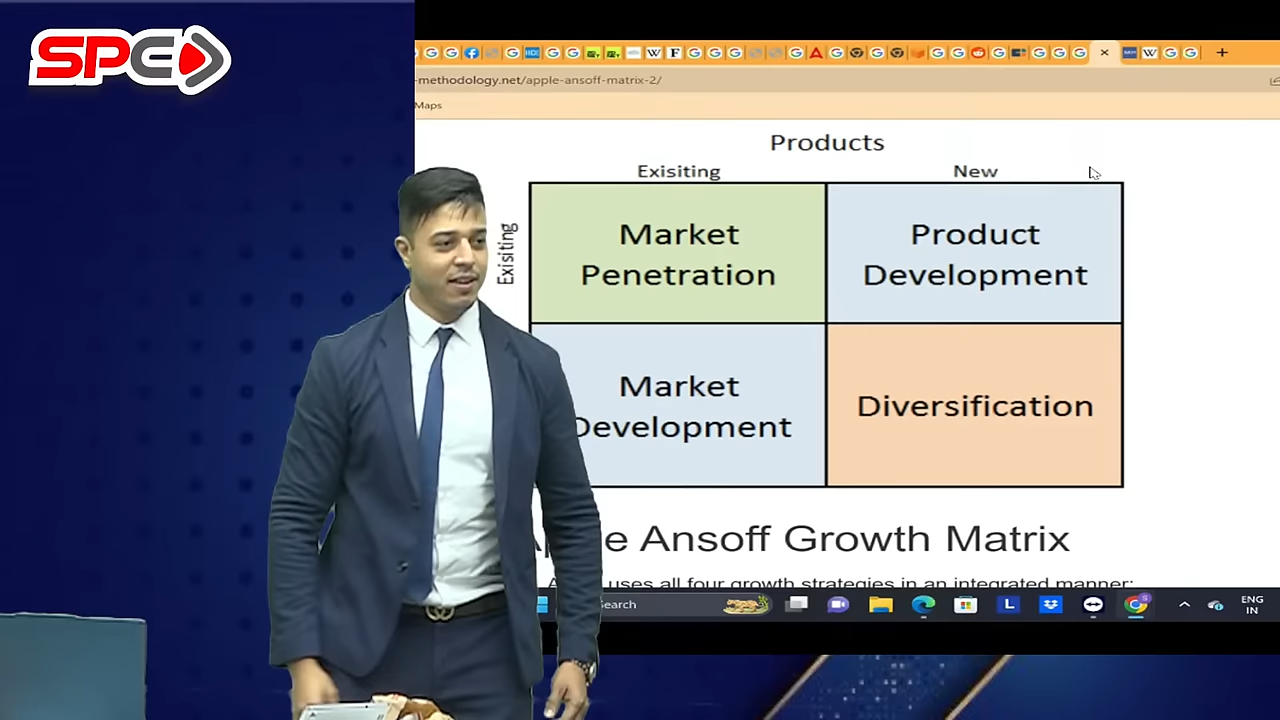 SPE
-methodology.net/apple-ansoff-matrix-2/
Maps
Products
Exisiting New
Exisiting
Market
Penetration
Product
Development
Market
Development
Diversification
Apple Ansoff Growth Matrix
uses all four growth strategies in an integrated manner:
Search
ENG
IN